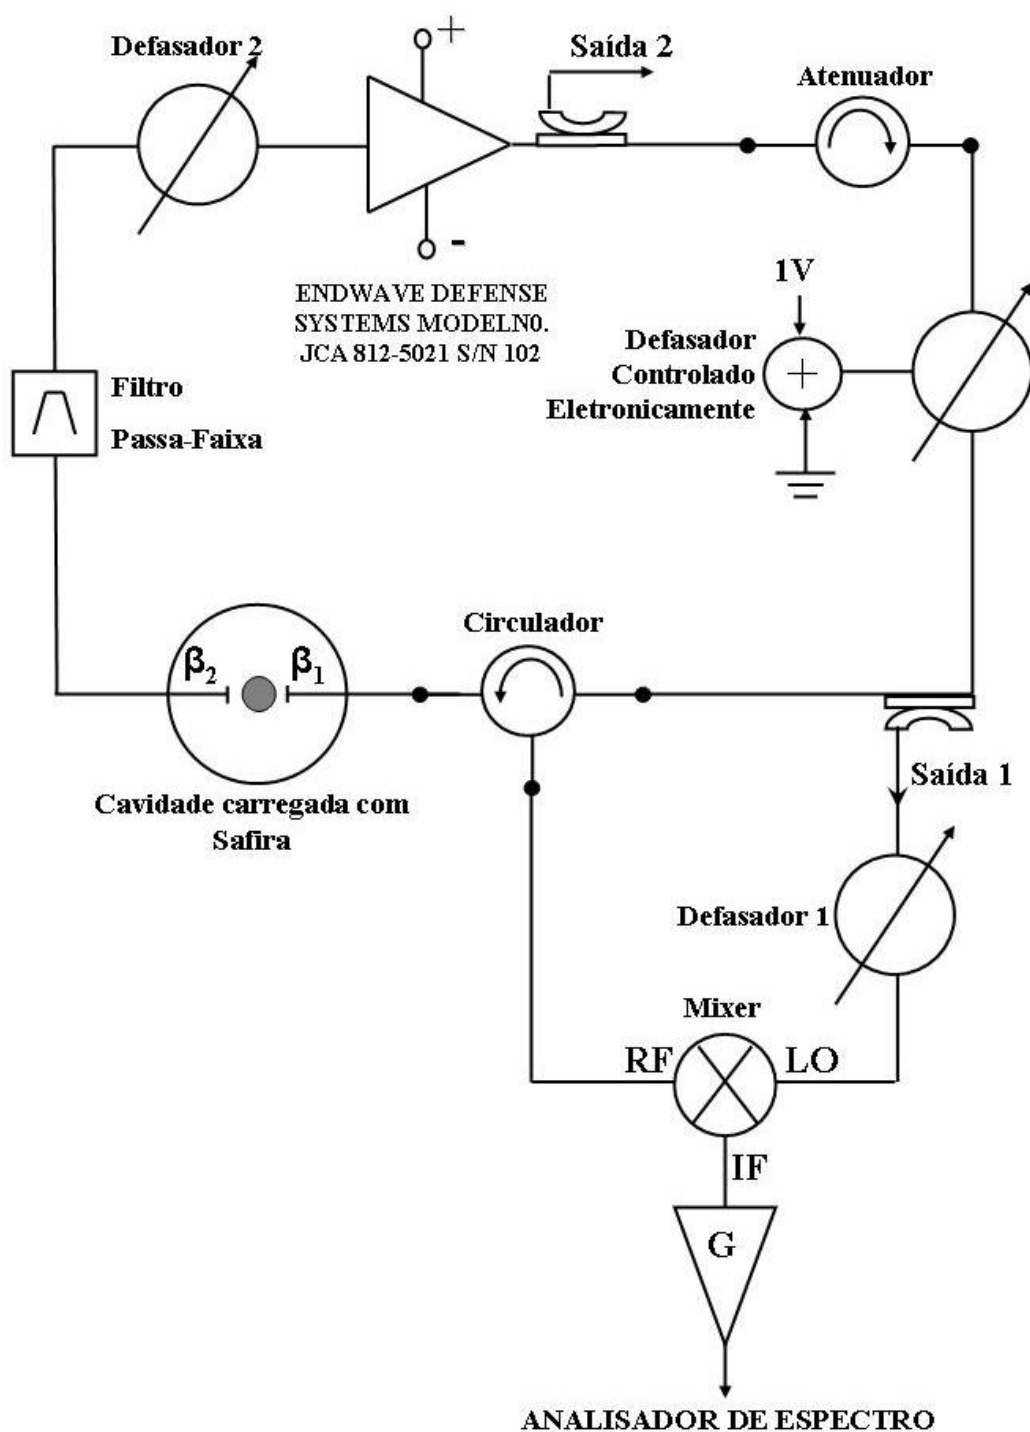 Defasador 2
+
Saída 2
Atenuador
-
ENDWAVE DEFENSE
SYSTEMS MODELN0.
JCA 812-5021 S/N 102
1V
Defasador
Controlado
Eletronicamente
+
Filtro
Passa-Faixa
Circulador
β2
β1
Saída 1
Cavidade carregada com
Safira
Defasador 1
Mixer
RF
LO
IF
G
ANALISADOR DE ESPECTRO